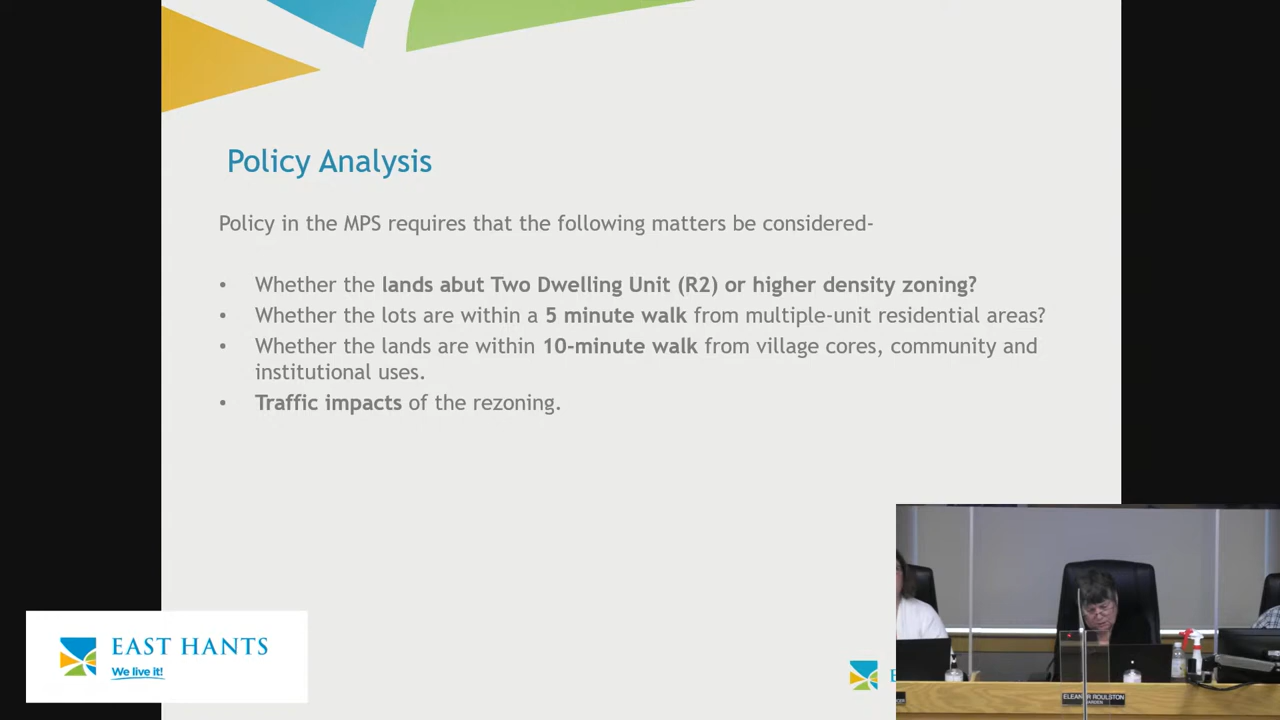 Policy Analysis
Policy in the MPS requires that the following matters be considered-
• Whether the lands abut Two Dwelling Unit (R2) or higher density zoning?
• Whether the lots are within a 5 minute walk from multiple-unit residential areas?
• Whether the lands are within 10-minute walk from village cores, community and
institutional uses.
• Traffic impacts of the rezoning.
EAST HANTS
We live it!
E
ELEANOR ROULSTON
WARDEN